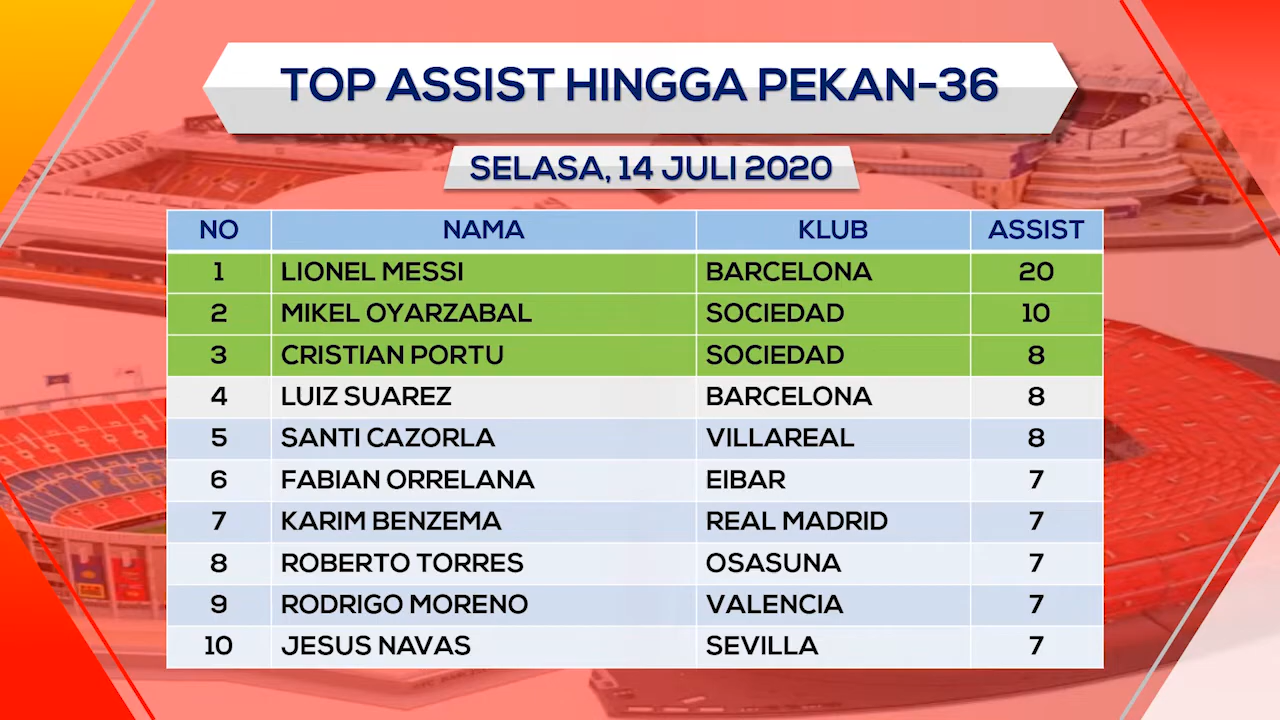 TOP ASSIST HINGGA PEKAN-36
SELASA, 14 JULI 2020
NO NAMA KLUB ASSIST
1 LIONEL MESSI BARCELONA 20
2 MIKEL OYARZABAL SOCIEDAD 10
3 CRISTIAN PORTU SOCIEDAD 8
4 LUIZ SUAREZ BARCELONA 8
5 SANTI CAZORLA VILLAREAL 8
6 FABIAN ORRELANA EIBAR 7
7 KARIM BENZEMA REAL MADRID 7
8 ROBERTO TORRES OSASUNA 7
9 RODRIGO MORENO VALENCIA 7
10 JESUS NAVAS SEVILLA 7